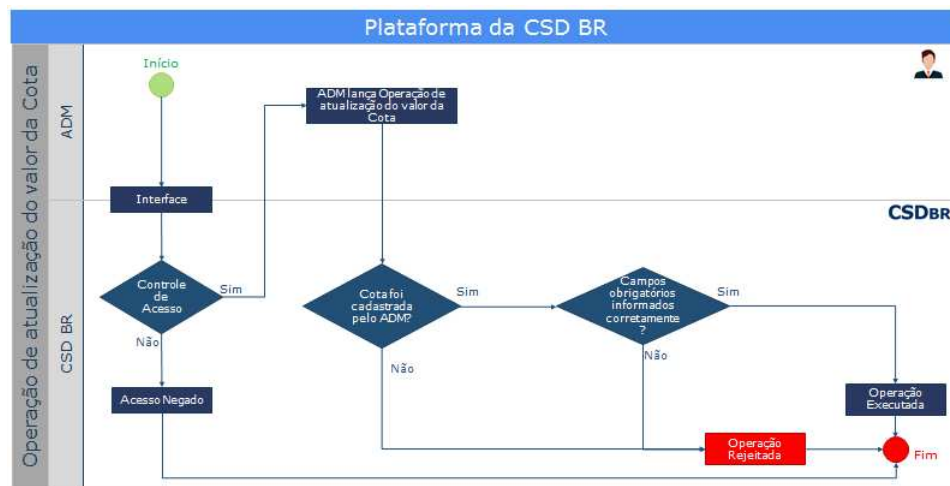 Plataforma da CSD BR
Operação de atualização do valor da Cota
ADM
CSD BR
Início
ADM lança Operação de
atualização do valor da
Cota
Interface
CSDBR
Controle
de
Acesso
Sim
Não
Acesso Negado
Cota foi
cadastrada
pelo ADM?
Sim
Não
Campos
obrigatórios
informados
corretamente
?
Sim
Não
Operação
Executada
Operação
Rejeitada
Fim